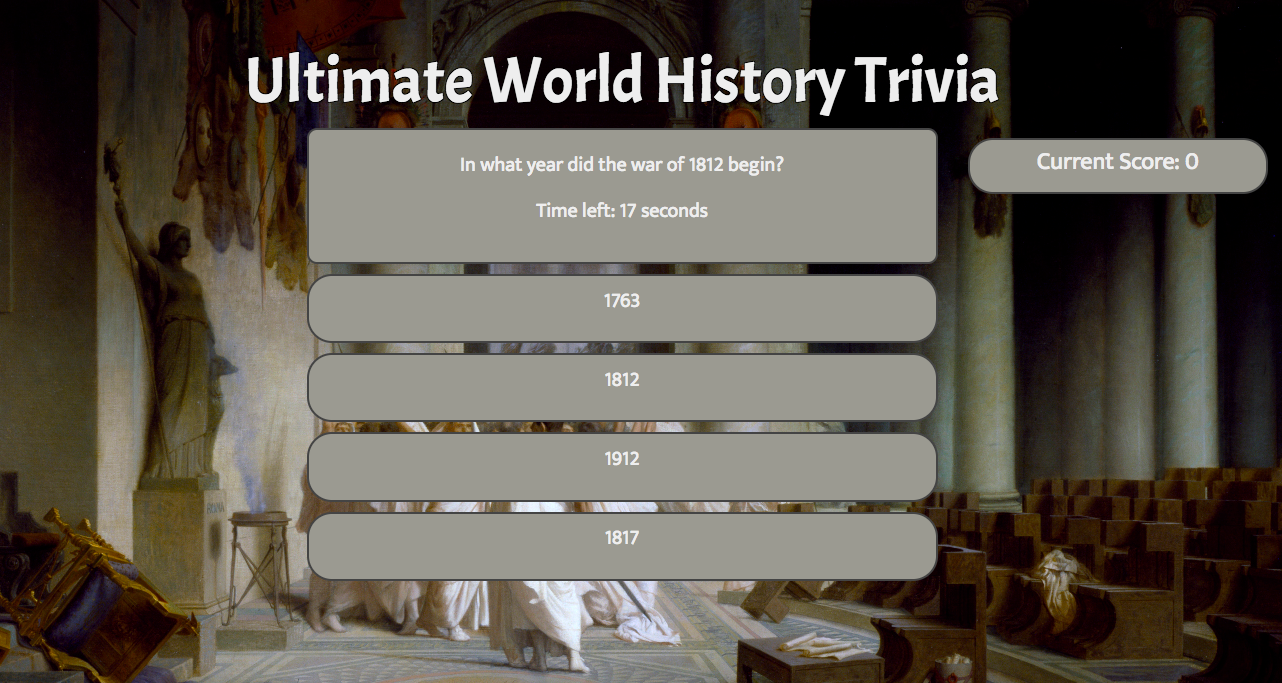 Ultimate World History Trivia
In what year did the war of 1812 begin?
Current Score: 0
Time left: 17 seconds
1763
1812
1912
1817